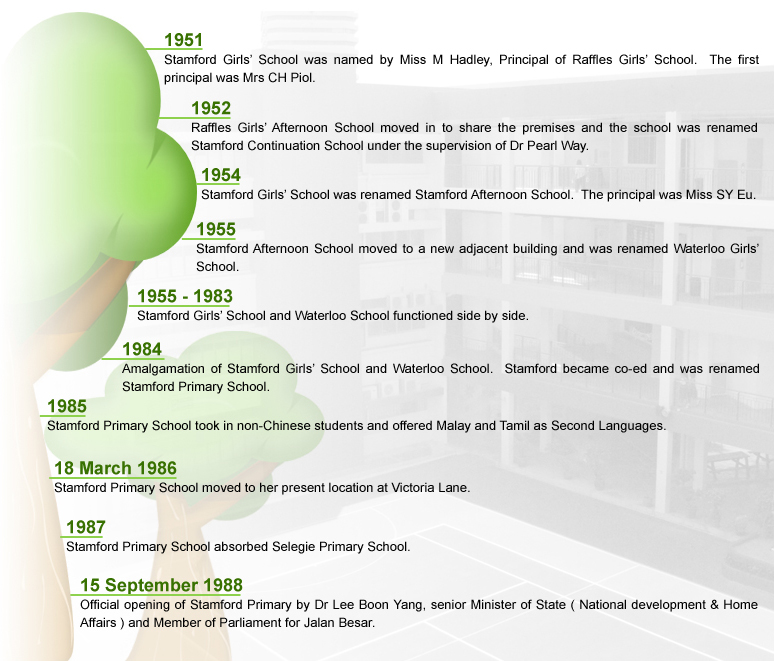 1951
Stamford Girls' School was named by Miss M Hadley, Principal of Raffles Girls' School. The first
principal was Mrs CH Piol.
1952
Raffles Girls' Afternoon School moved in to share the premises and the school was renamed
Stamford Continuation School under the supervision of Dr Pearl Way.
1954
Stamford Girls' School was renamed Stamford Afternoon School. The principal was Miss SY Eu.
1955
Stamford Afternoon School moved to a new adjacent building and was renamed Waterloo Girls'
School.
1955 - 1983
Stamford Girls' School and Waterloo School functioned side by side.
1984
Amalgamation of Stamford Girls' School and Waterloo School. Stamford became co-ed and was renamed
Stamford Primary School.
1985
Stamford Primary School took in non-Chinese students and offered Malay and Tamil as Second Languages.
18 March 1986
Stamford Primary School moved to her present location at Victoria Lane.
1987
Stamford Primary School absorbed Selegie Primary School.
15 September 1988
Official opening of Stamford Primary by Dr Lee Boon Yang, senior Minister of State ( National development & Home
Affairs ) and Member of Parliament for Jalan Besar.